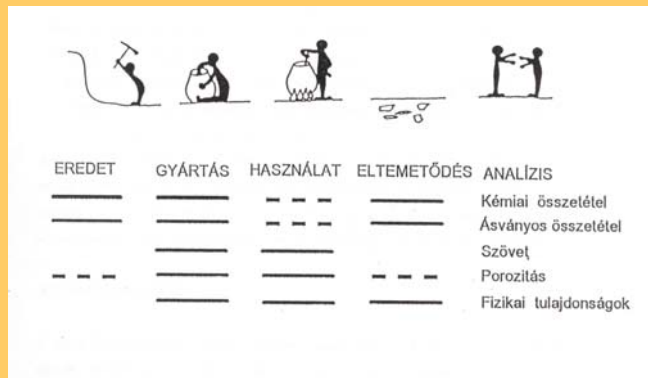 EREDET GYÁRTÁS HASZNÁLAT ELTEMETŐDÉS ANALÍZIS
Kémiai összetétel
Ásványos összetétel
Szövet
Porozitás
Fizikai tulajdonságok